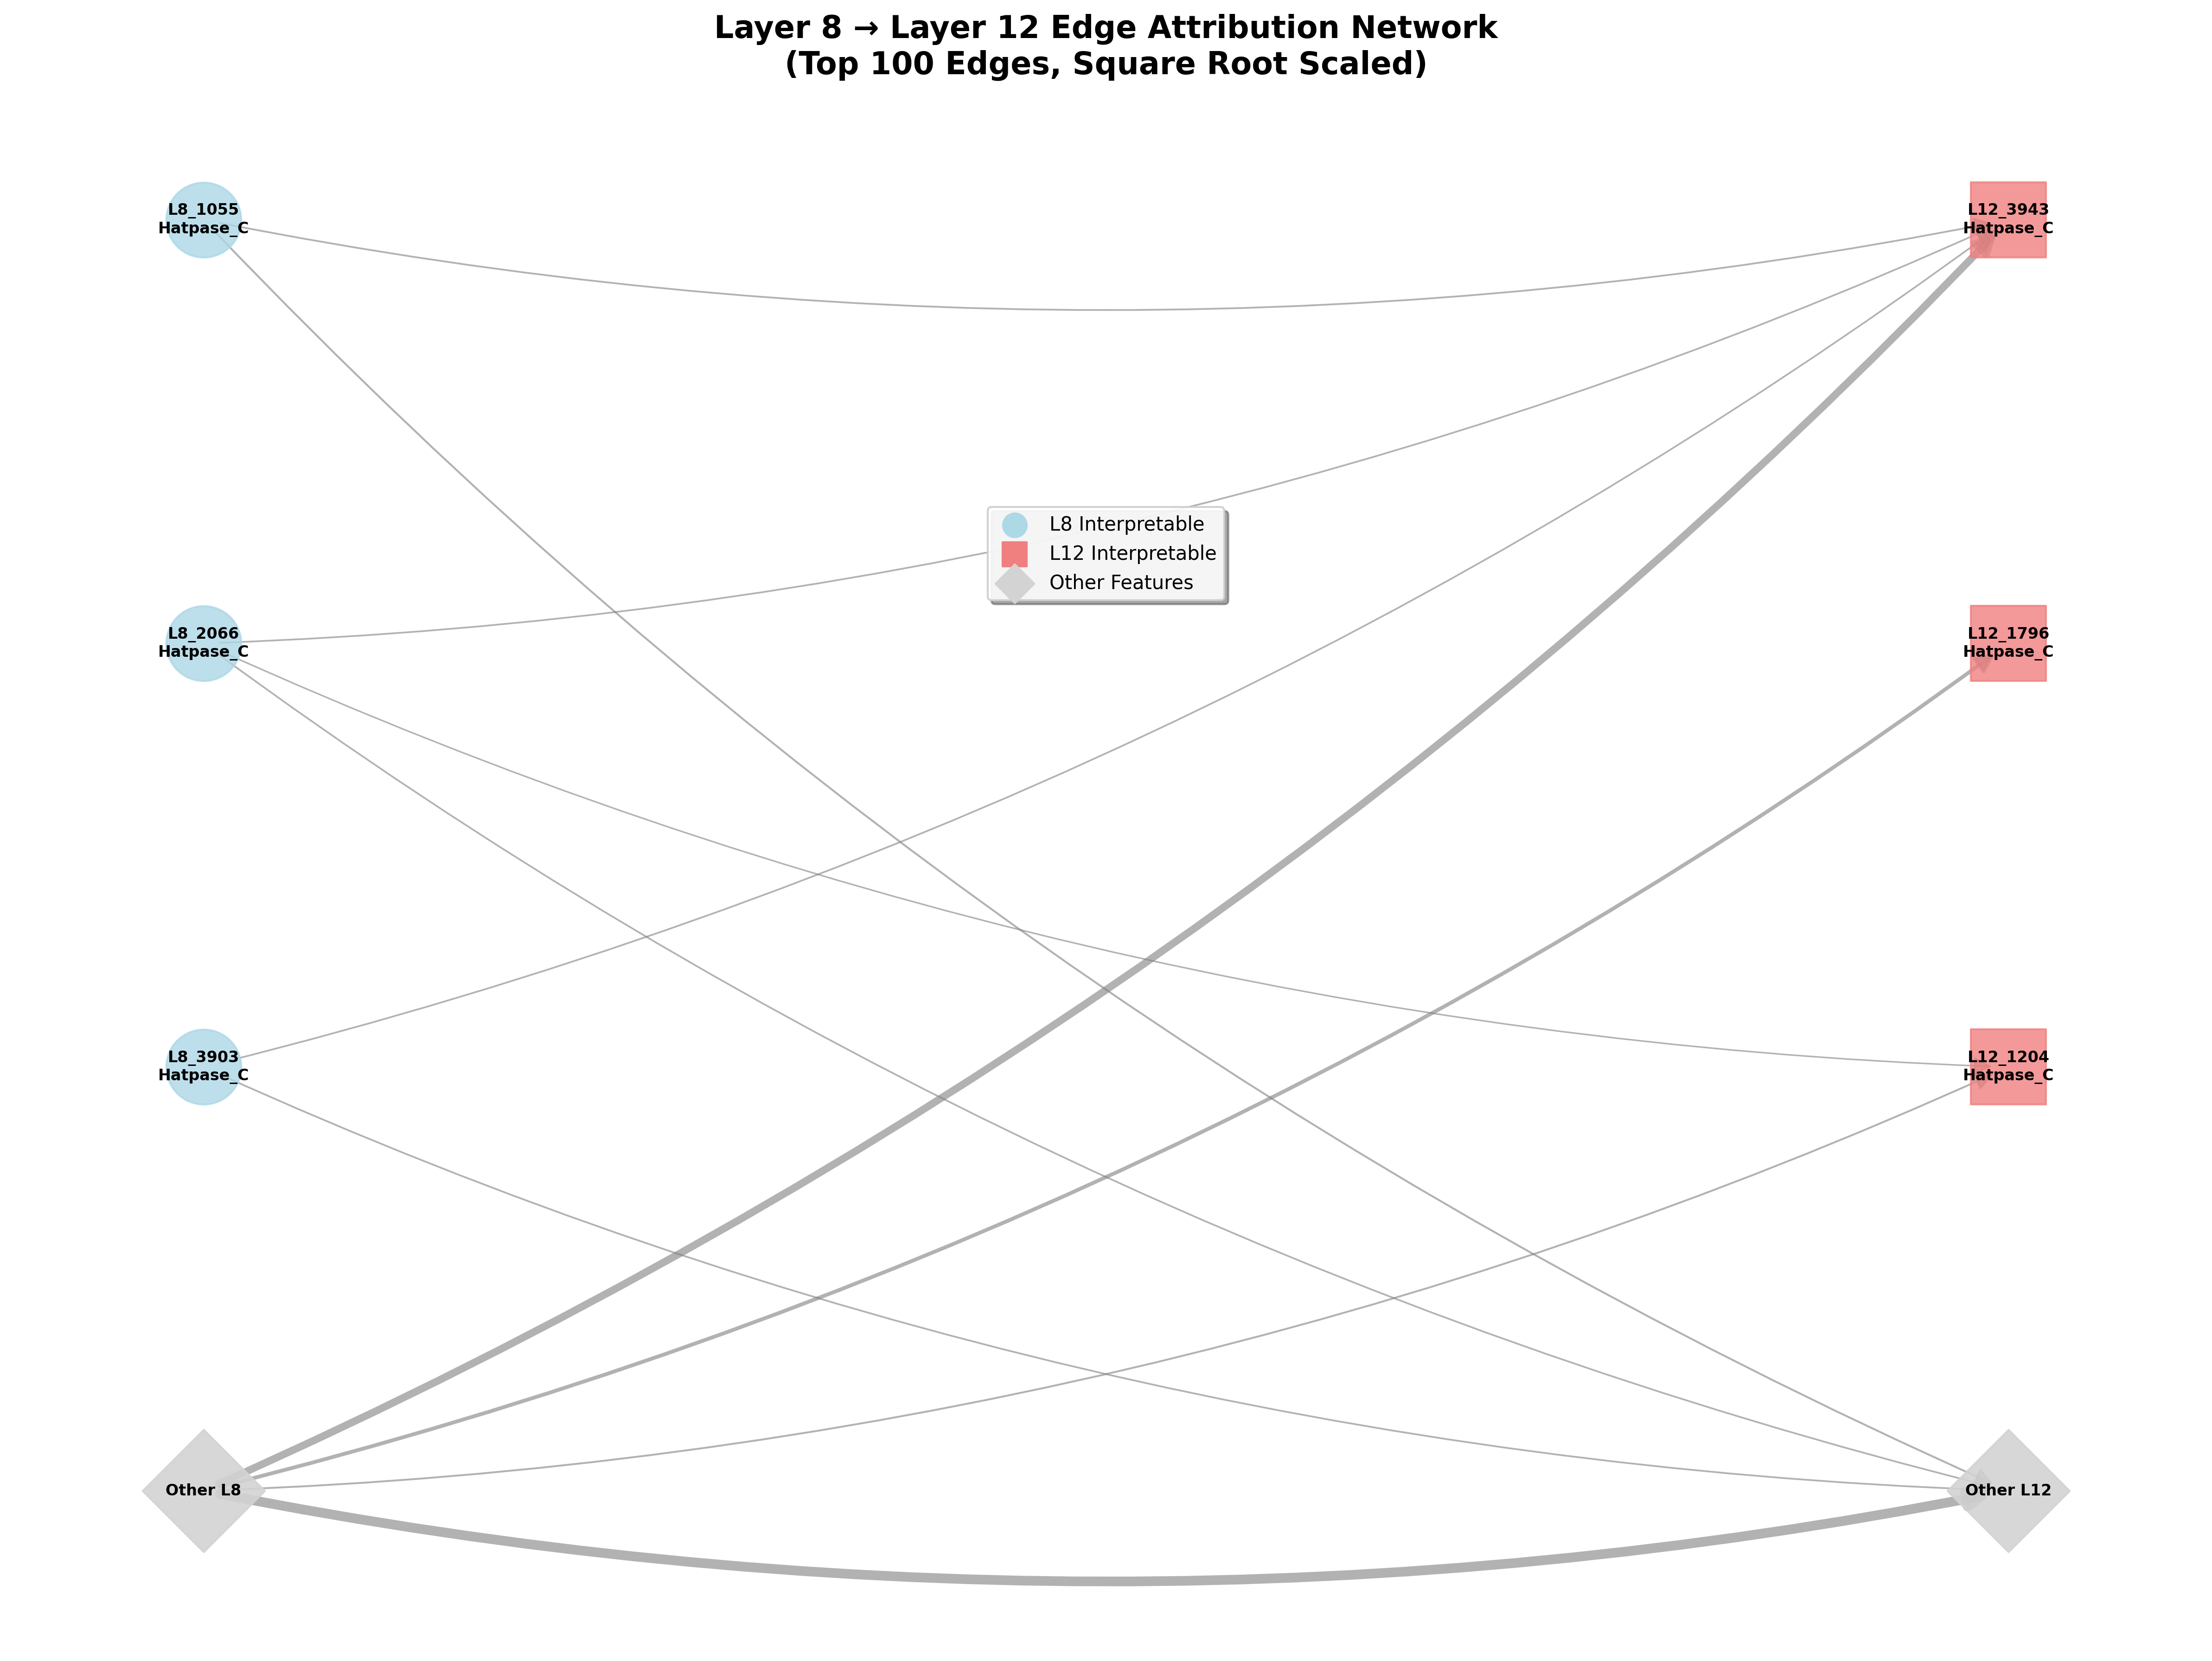 Layer 8 → Layer 12 Edge Attribution Network
(Top 100 Edges, Square Root Scaled)
L8_1055
Hatpase_C
L12_3943
Hatpase_C
L8 Interpretable
L12 Interpretable
Other Features
L8_2066
Hatpase_C
L12_1796
Hatpase_C
L8_3903
Hatpase_C
L12_1204
Hatpase_C
Other L8
Other L12